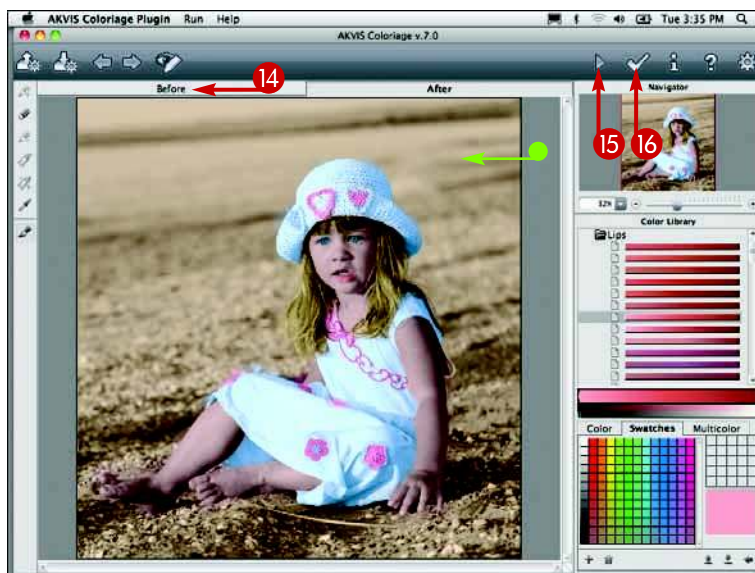 AKVIS Coloriage Plugin Run Help Tue 3:35 PM
AKVIS Coloriage v.7.0
14
Before After
15 16
Navigator
32%
Color Library
Lips
Color Swatches Multicolor